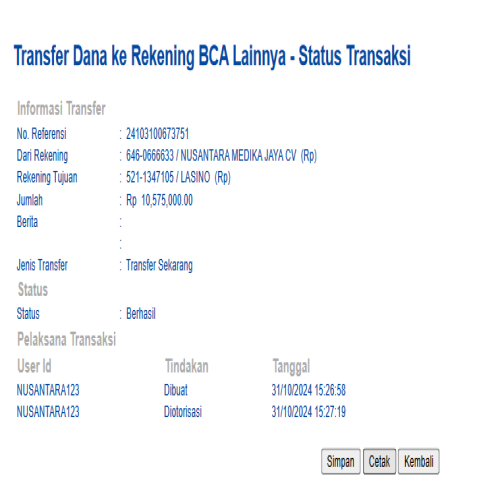 Transfer Dana ke Rekening BCA Lainnya - Status Transaksi
Informasi Transfer
No. Referensi : 24103100673751
Dari Rekening : 646-0666633 / NUSANTARA MEDIKA JAYA CV (Rp)
Rekening Tujuan : 521-1347105 / LASINO (Rp)
Jumlah : Rp 10,575,000.00
Berita :
:
Jenis Transfer : Transfer Sekarang
Status
Status : Berhasil
Pelaksana Transaksi
User Id Tindakan Tanggal
NUSANTARA123 Dibuat 31/10/2024 15:26:58
NUSANTARA123 Diotorisasi 31/10/2024 15:27:19
Simpan Cetak Kembali